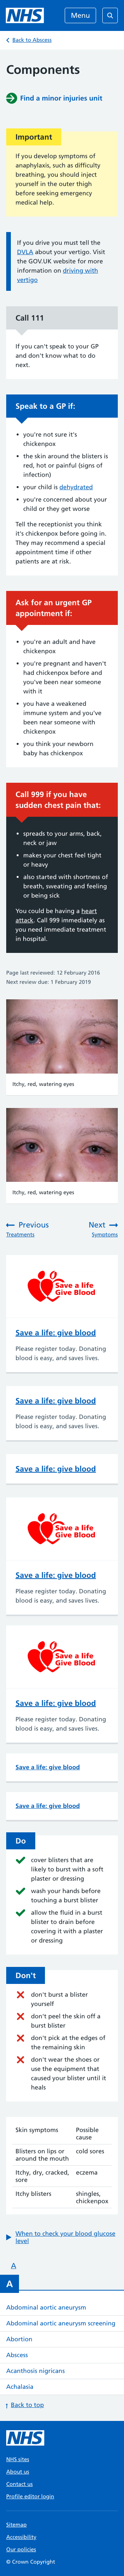 NHS
Menu
Back to Abscess
Components
Find a minor injuries unit
Important
If you develop symptoms of
anaphylaxis, such as difficulty
breathing, you should inject
yourself in the outer thigh
before seeking emergency
medical help.
If you drive you must tell the
DVLA about your vertigo. Visit
the GOV.UK website for more
information on driving with
vertigo
Call 111
If you can't speak to your GP
and don't know what to do
next.
Speak to a GP if:
you're not sure it's
chickenpox
the skin around the blisters is
red, hot or painful (signs of
infection)
your child is dehydrated
you're concerned about your
child or they get worse
Tell the receptionist you think
it's chickenpox before going in.
They may recommend a special
appointment time if other
patients are at risk.
Ask for an urgent GP
appointment if:
you're an adult and have
chickenpox
you're pregnant and haven't
had chickenpox before and
you've been near someone
with it
you have a weakened
immune system and you've
been near someone with
chickenpox
you think your newborn
baby has chickenpox
Call 999 if you have
sudden chest pain that:
spreads to your arms, back,
neck or jaw
makes your chest feel tight
or heavy
also started with shortness of
breath, sweating and feeling
or being sick
You could be having a heart
attack. Call 999 immediately as
you need immediate treatment
in hospital.
Page last reviewed: 12 February 2016
Next review due: 1 February 2019
Itchy, red, watering eyes
Itchy, red, watering eyes
Previous
Treatments
Next
Symptoms
Save a life
Give Blood
Save a life: give blood
Please register today. Donating
blood is easy, and saves lives.
Save a life: give blood
Please register today. Donating
blood is easy, and saves lives.
Save a life: give blood
Save a life
Give Blood
Save a life: give blood
Please register today. Donating
blood is easy, and saves lives.
Save a life
Give Blood
Save a life: give blood
Please register today. Donating
blood is easy, and saves lives.
Save a life: give blood
Save a life: give blood
Do
cover blisters that are
likely to burst with a soft
plaster or dressing
wash your hands before
touching a burst blister
allow the fluid in a burst
blister to drain before
covering it with a plaster
or dressing
Don't
don't burst a blister
yourself
don't peel the skin off a
burst blister
don't pick at the edges of
the remaining skin
don't wear the shoes or
use the equipment that
caused your blister until it
heals
Skin symptoms Possible
cause
Blisters on lips or cold sores
around the mouth
Itchy, dry, cracked, eczema
sore
Itchy blisters shingles,
chickenpox
When to check your blood glucose
level
A
A
Abdominal aortic aneurysm
Abdominal aortic aneurysm screening
Abortion
Abscess
Acanthosis nigricans
Achalasia
Back to top
NHS
NHS sites
About us
Contact us
Profile editor login
Sitemap
Accessibility
Our policies
© Crown Copyright